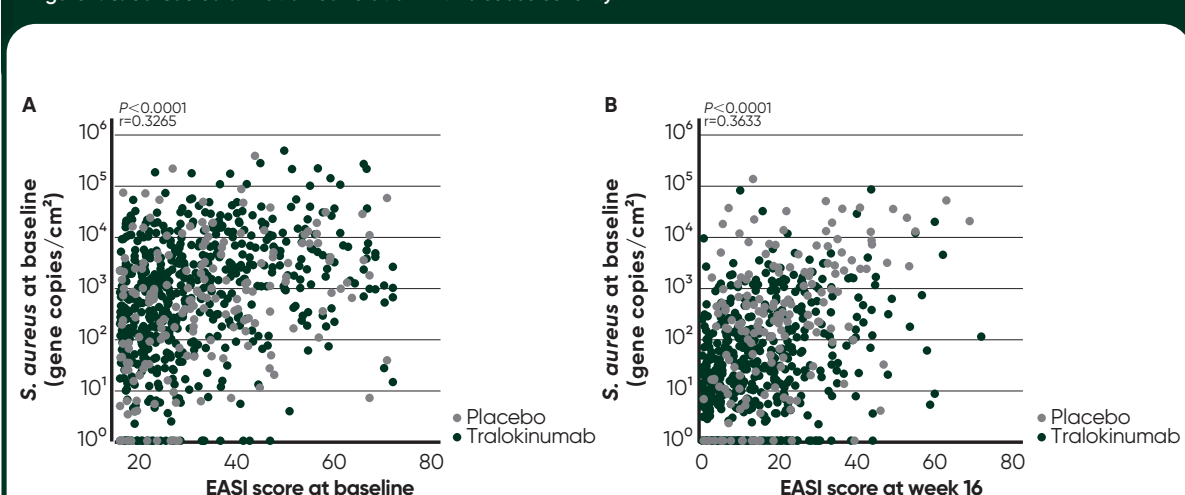 A
P<0.0001
r=0.3265
10⁶
10⁵
10⁴
10³
10²
10¹
10⁰
S. aureus at baseline
(gene copies/cm²)
20 40 60 80
EASI score at baseline
Placebo
Tralokinumab
B
P<0.0001
r=0.3633
10⁶
10⁵
10⁴
10³
10²
10¹
10⁰
S. aureus at baseline
(gene copies/cm²)
0 20 40 60 80
EASI score at week 16
Placebo
Tralokinumab